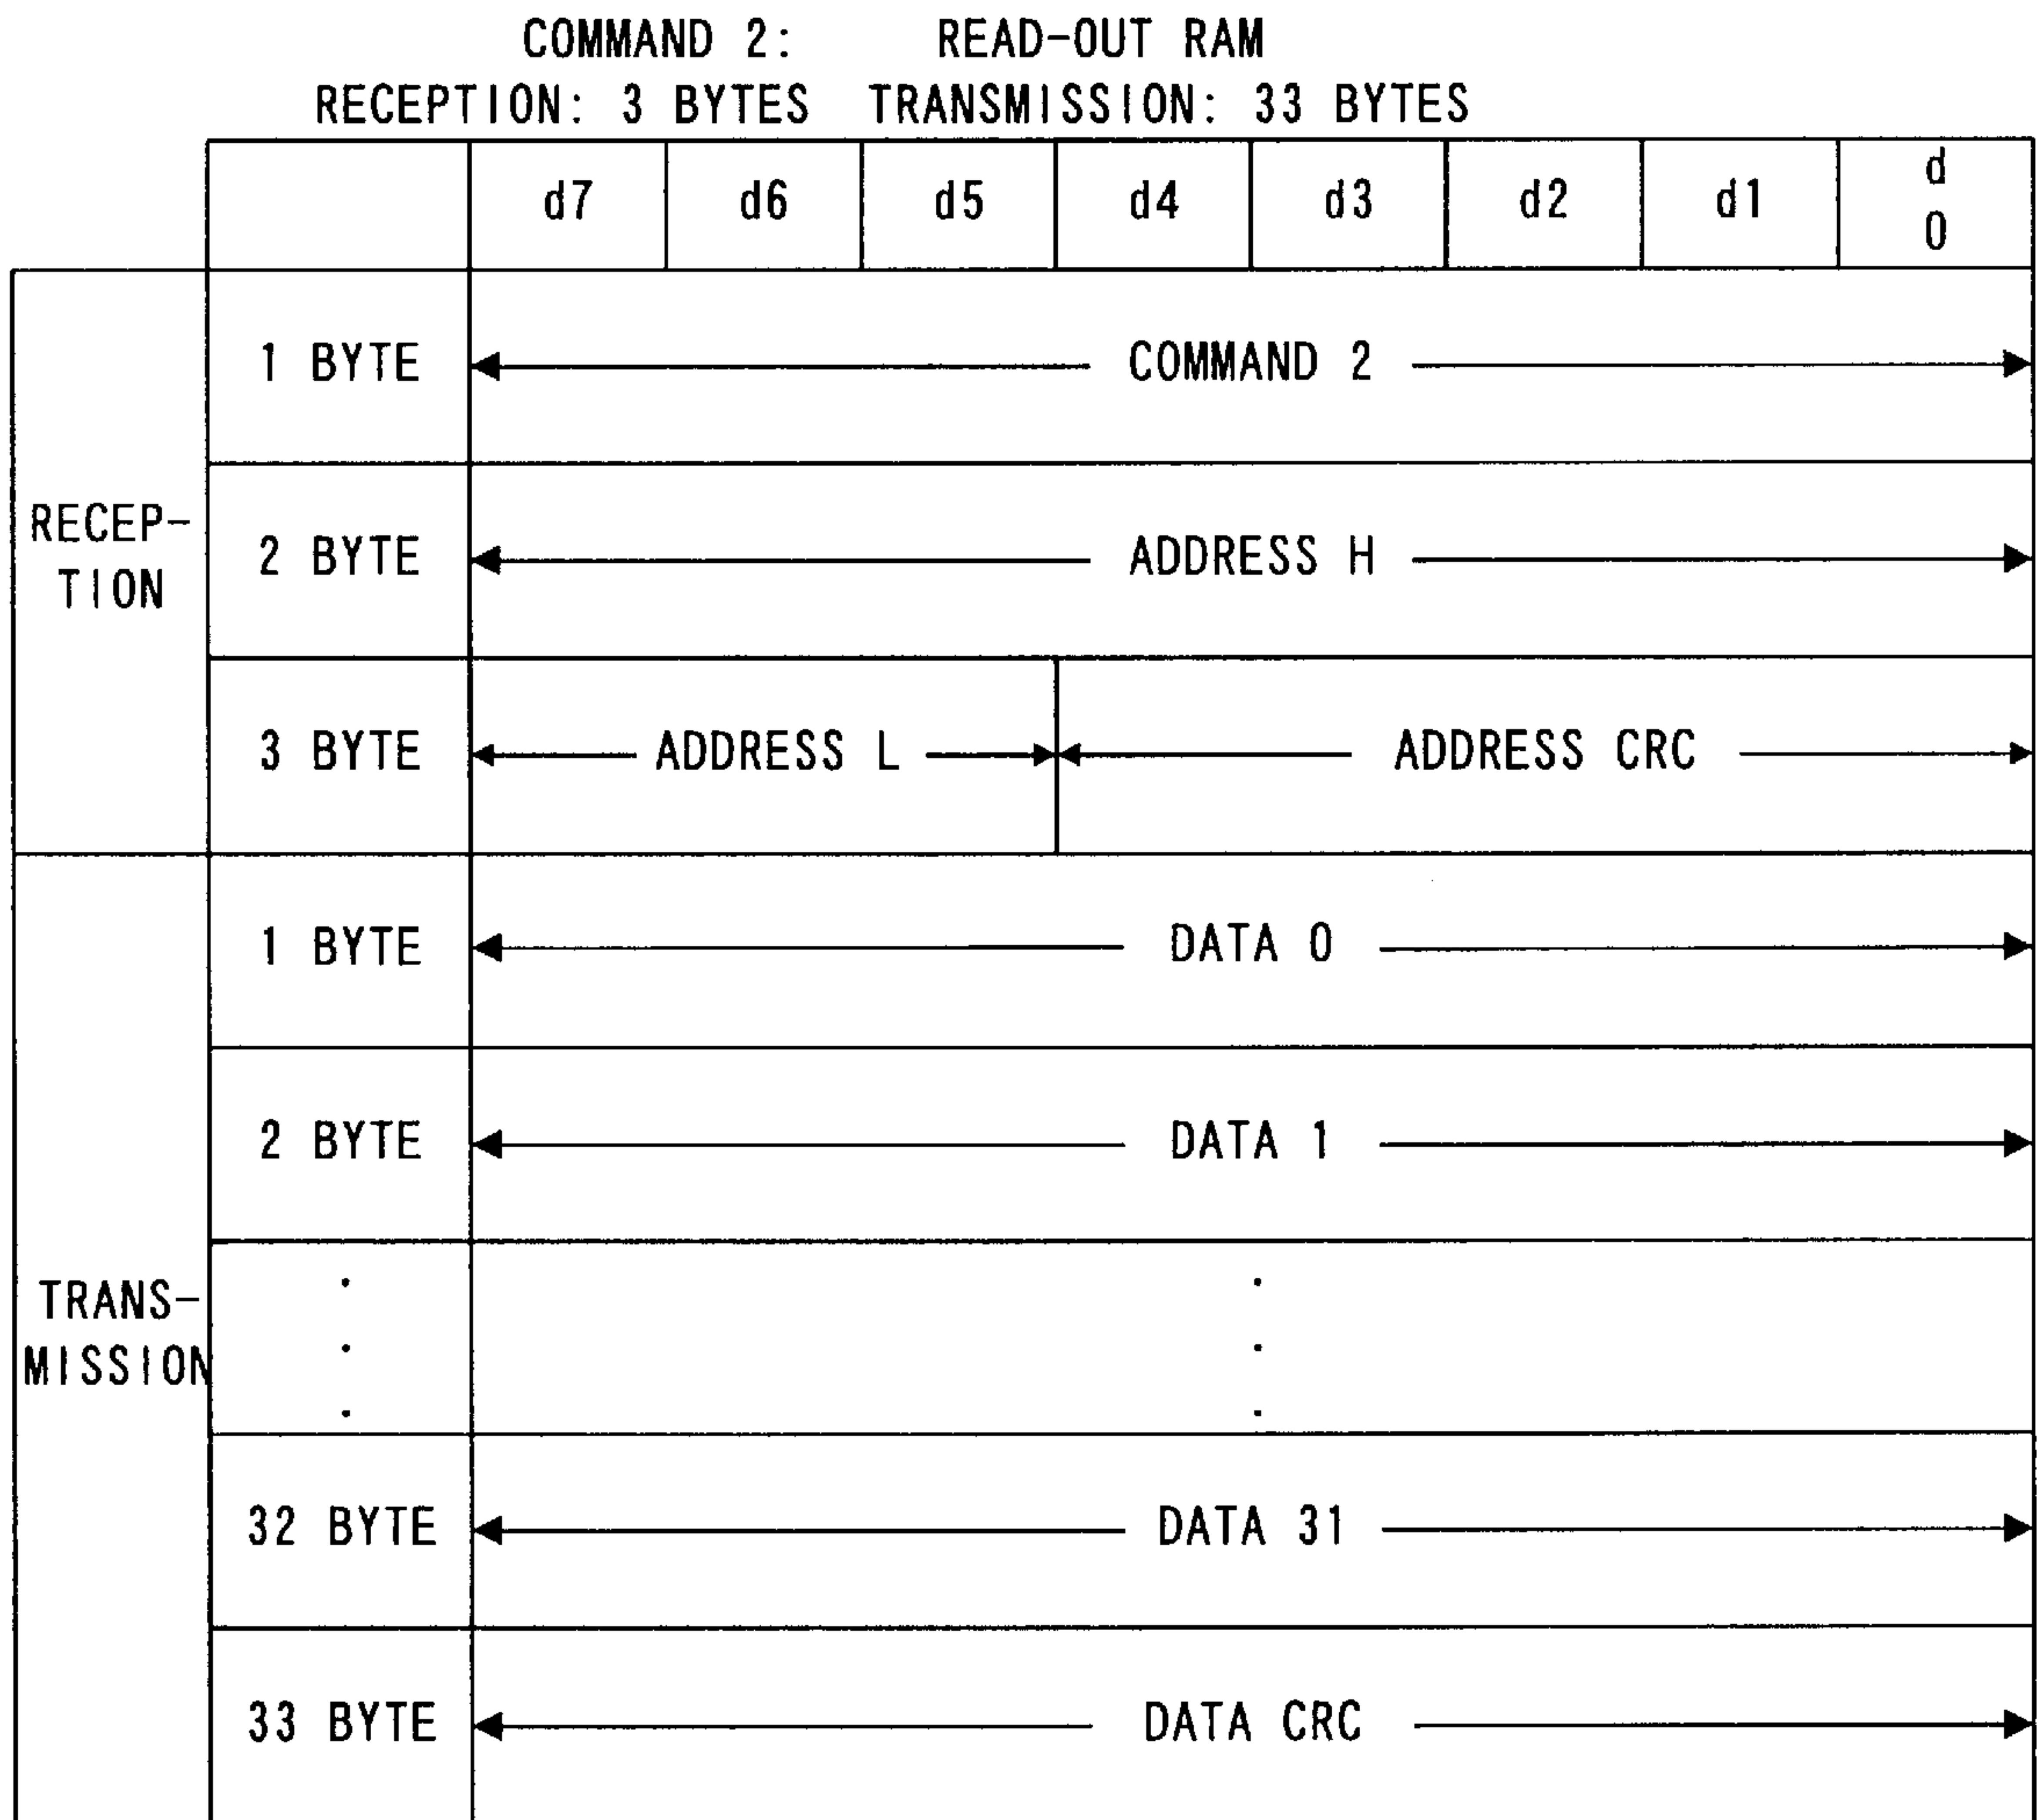 COMMAND 2: READ-OUT RAM
RECEPTION: 3 BYTES TRANSMISSION: 33 BYTES
d7 d6 d5 d4 d3 d2 d1 d
0
RECEP-
TION
1 BYTE COMMAND 2
2 BYTE ADDRESS H
3 BYTE ADDRESS L ADDRESS CRC
TRANS-
MISSION
1 BYTE DATA 0
2 BYTE DATA 1
. .
. .
. .
32 BYTE DATA 31
33 BYTE DATA CRC